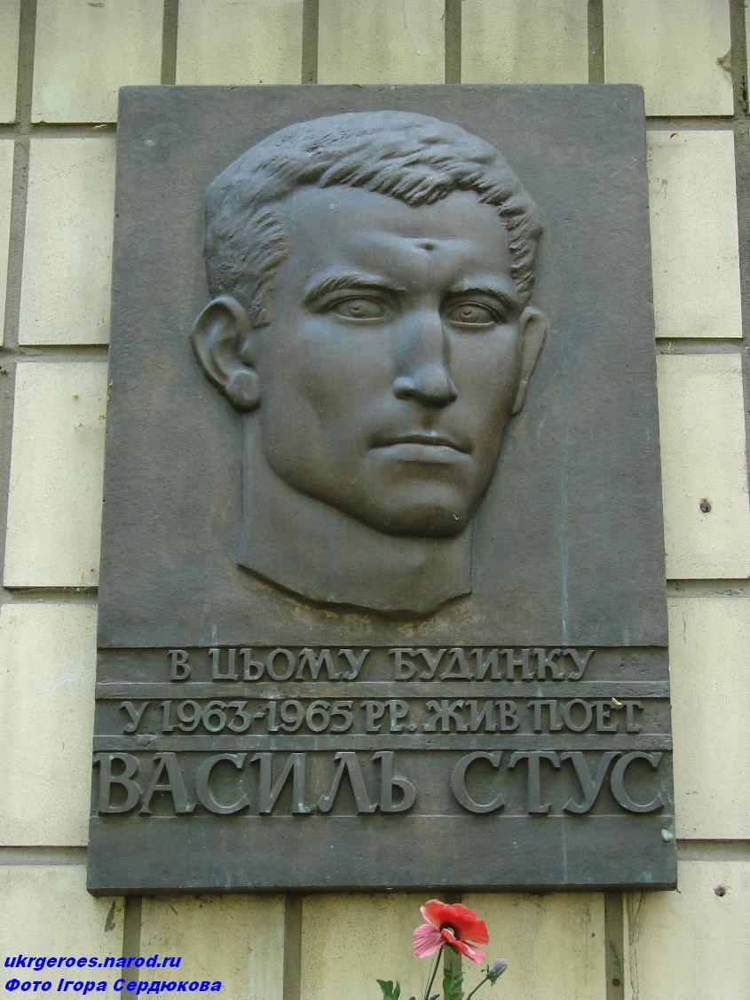 В ЦЬОМУ БУДИНКУ
У 1963-1965 РР. ЖИВ ПОЕТ
ВАСИЛЬ СТУС
ukrgeroes.narod.ru
Фото Ігора Сердюкова